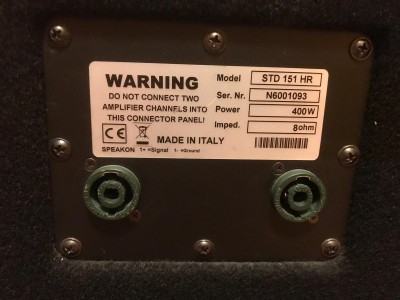 WARNING
DO NOT CONNECT TWO
AMPLIFIER CHANNELS INTO
THIS CONNECTOR PANEL!
Model STD 151 HR
Ser. Nr. N6001093
Power 400W
Imped. 8ohm
CE
MADE IN ITALY
SPEAKON 1+ =Signal 1- =Ground